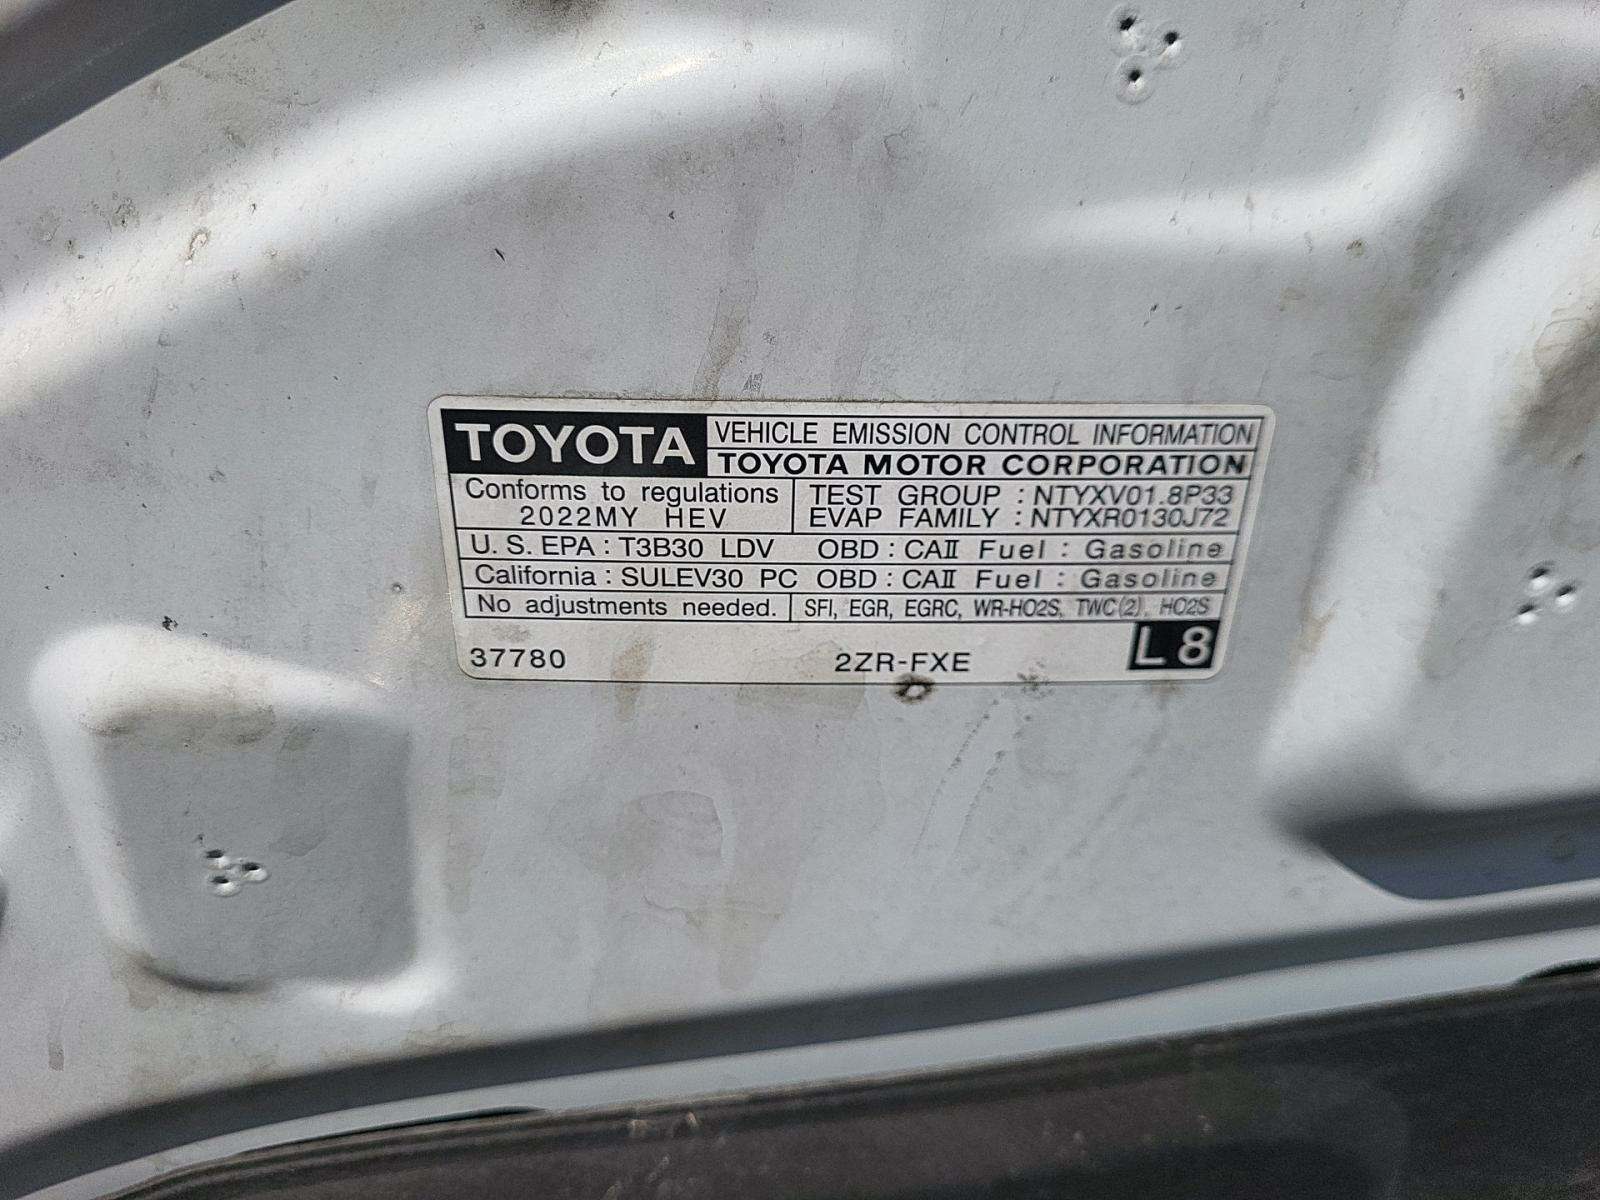 TOYOTA VEHICLE EMISSION CONTROL INFORMATION
TOYOTA MOTOR CORPORATION
Conforms to regulations TEST GROUP : NTYXV01.8P33
2022MY HEV EVAP FAMILY : NTYXR0130J72
U.S.EPA : T3B30 LDV OBD : CAⅡ Fuel : Gasoline
California : SULEV30 PC OBD : CAⅡ Fuel : Gasoline
No adjustments needed. SFI, EGR, EGRC, WR-HO2S, TWC(2), HO2S
37780 2ZR-FXE L8